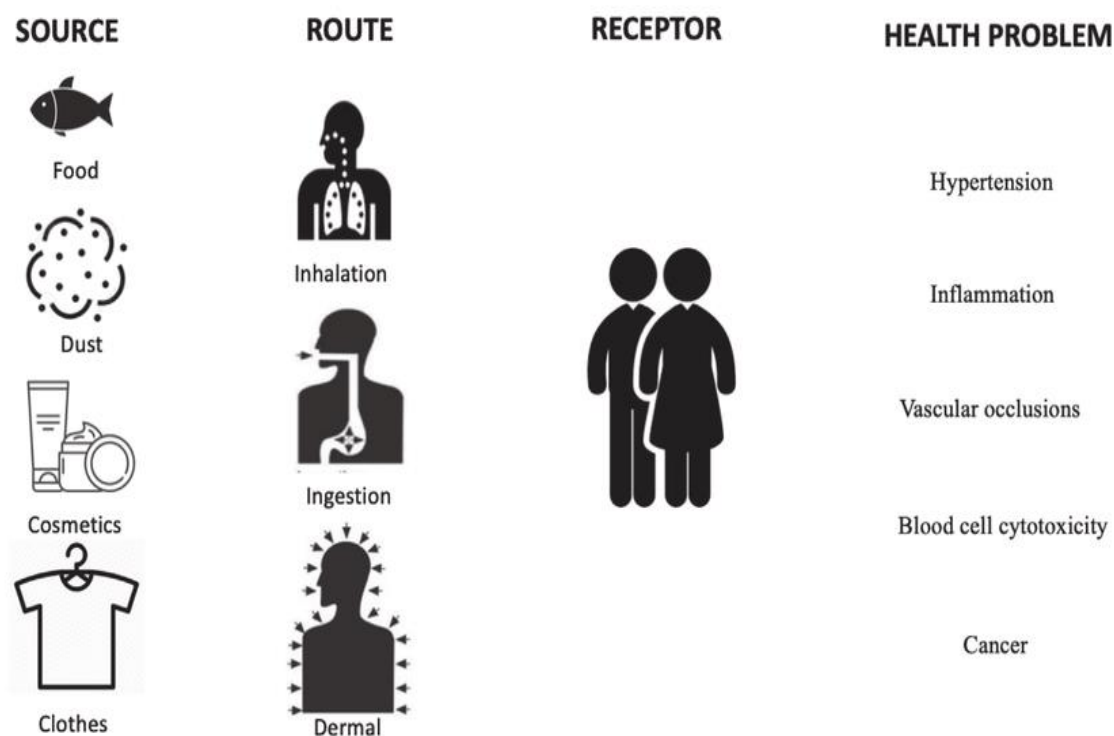 SOURCE
ROUTE
RECEPTOR
HEALTH PROBLEM
Food
Dust
Cosmetics
Clothes
Inhalation
Ingestion
Dermal
Hypertension
Inflammation
Vascular occlusions
Blood cell cytotoxicity
Cancer